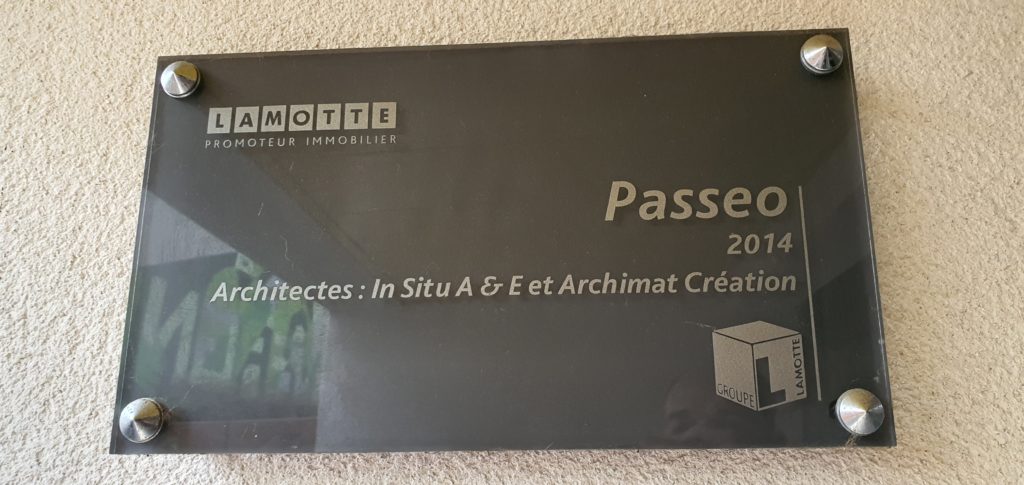 LAMOTTE
PROMOTEUR IMMOBILIER
Passeo
2014
Architectes : In Situ A & E et Archimat Création
GROUPE L LAMOTTE